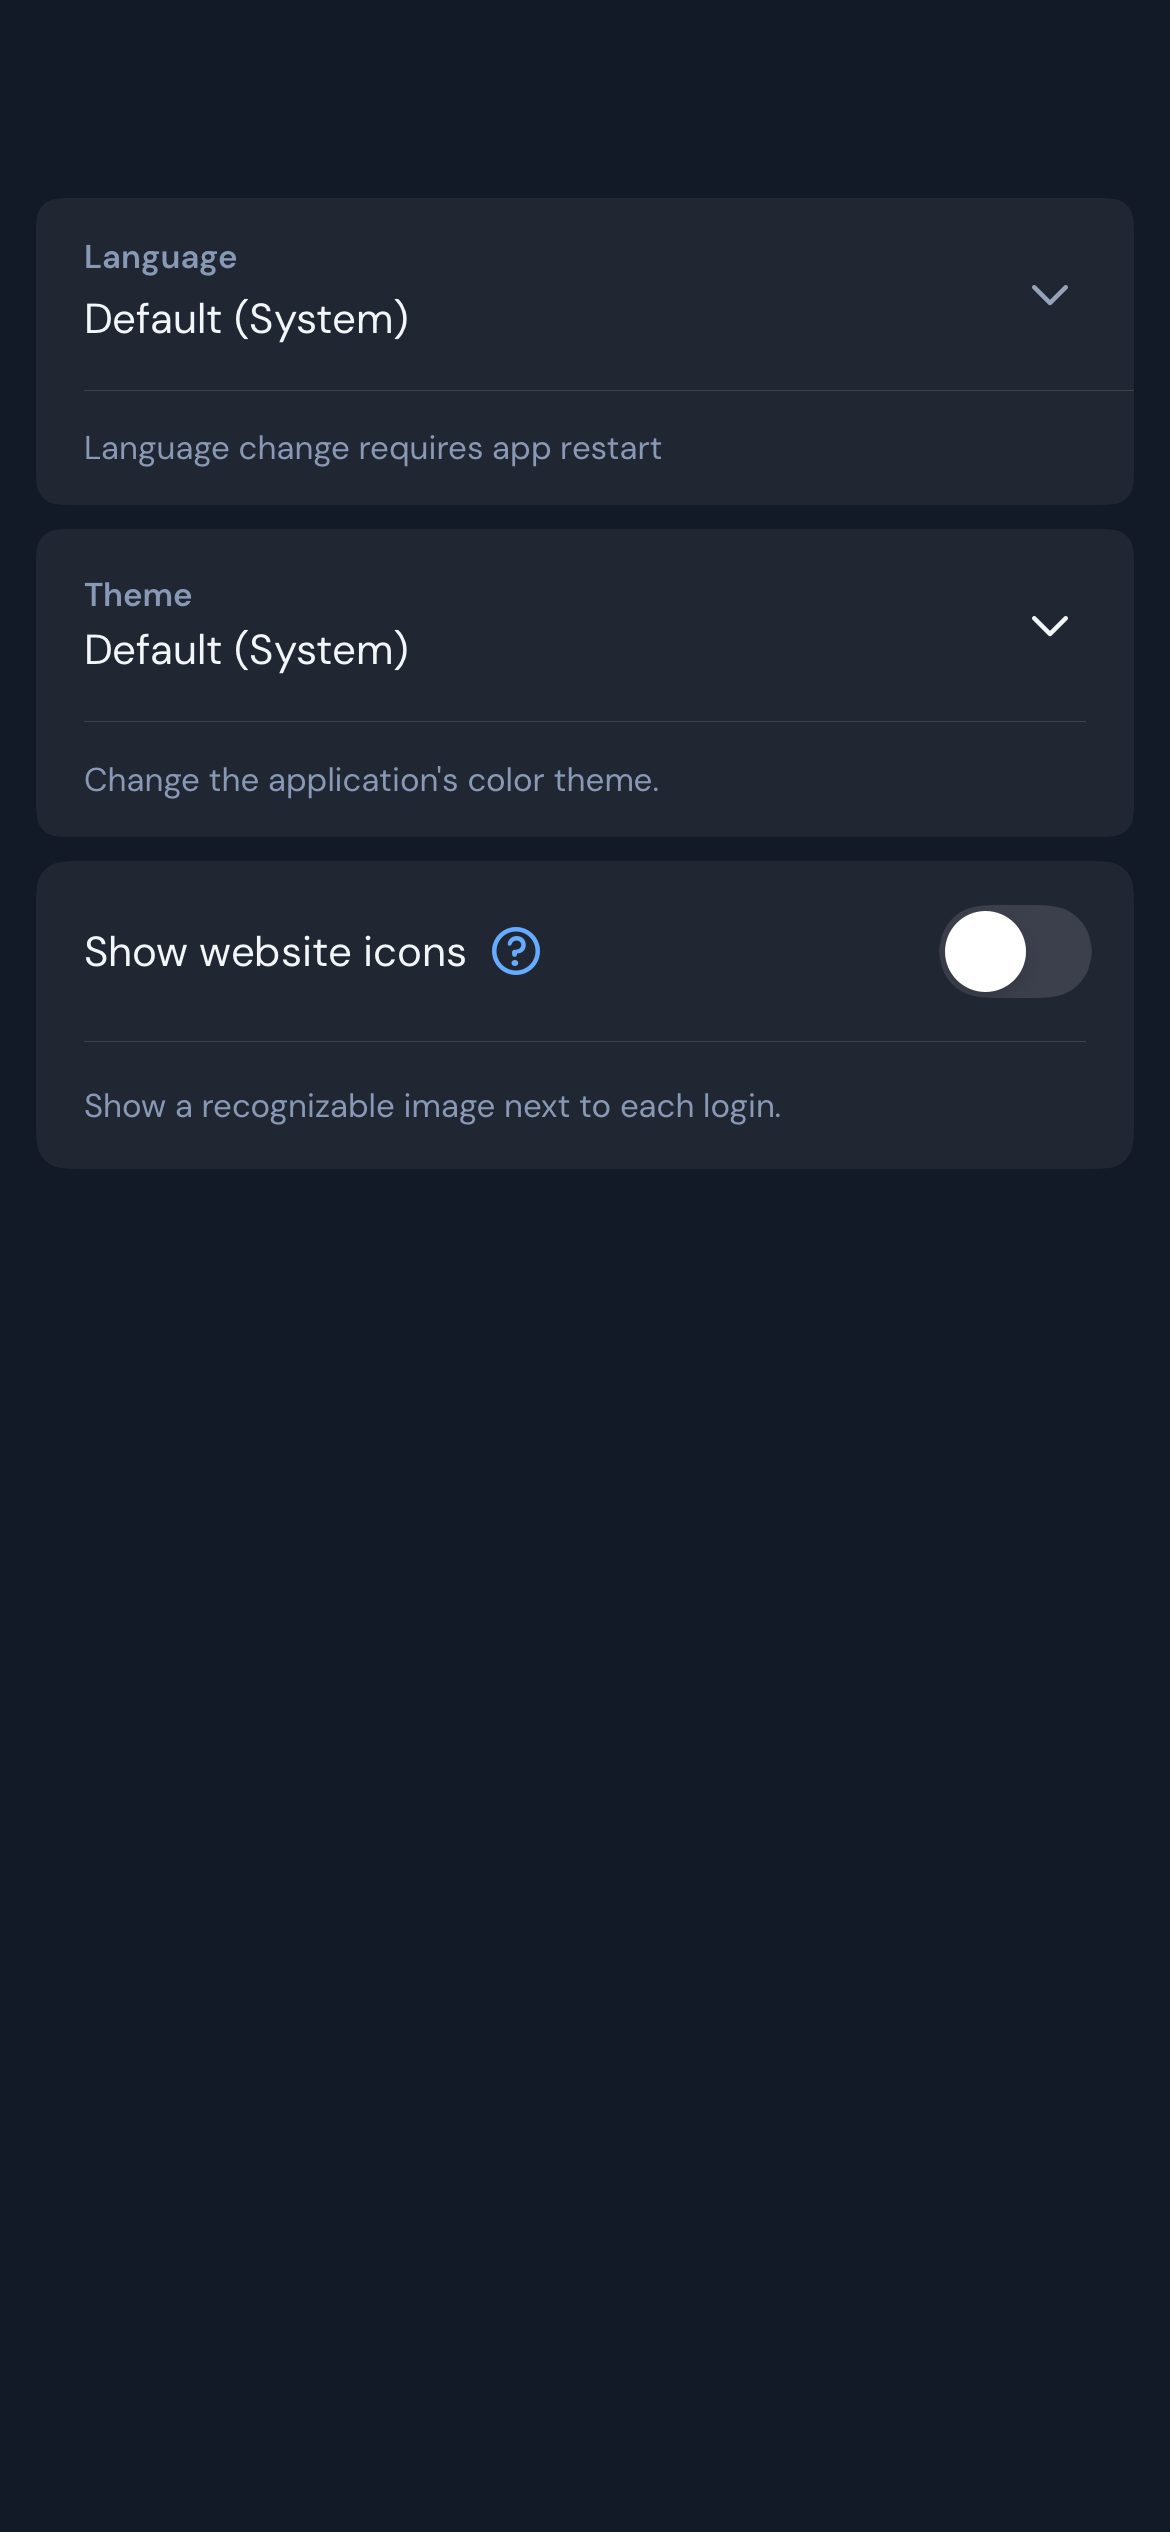 Language
Default (System)
Language change requires app restart
Theme
Default (System)
Change the application's color theme.
Show website icons
Show a recognizable image next to each login.